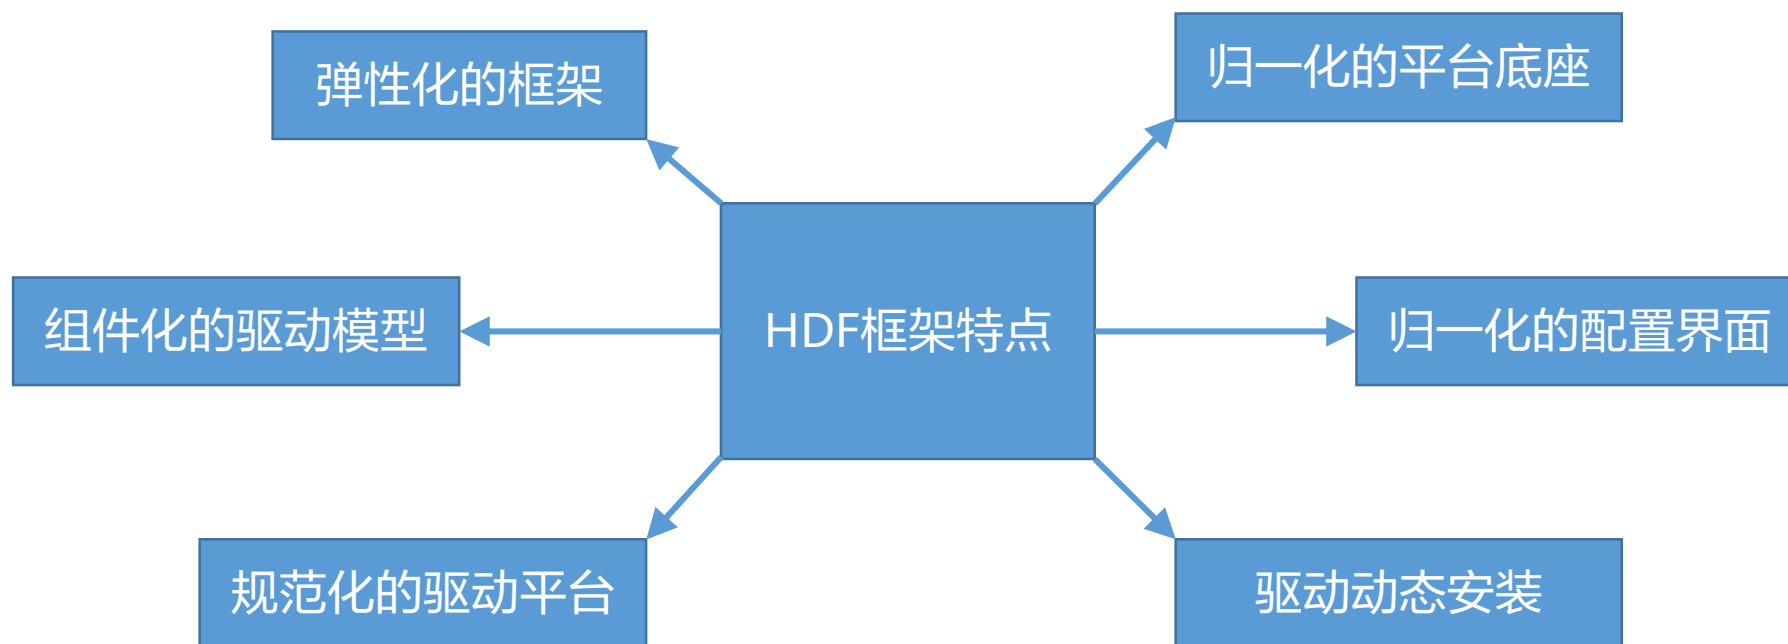 弹性化的框架
归一化的平台底座
组件化的驱动模型
HDF框架特点
归一化的配置界面
规范化的驱动平台
驱动动态安装